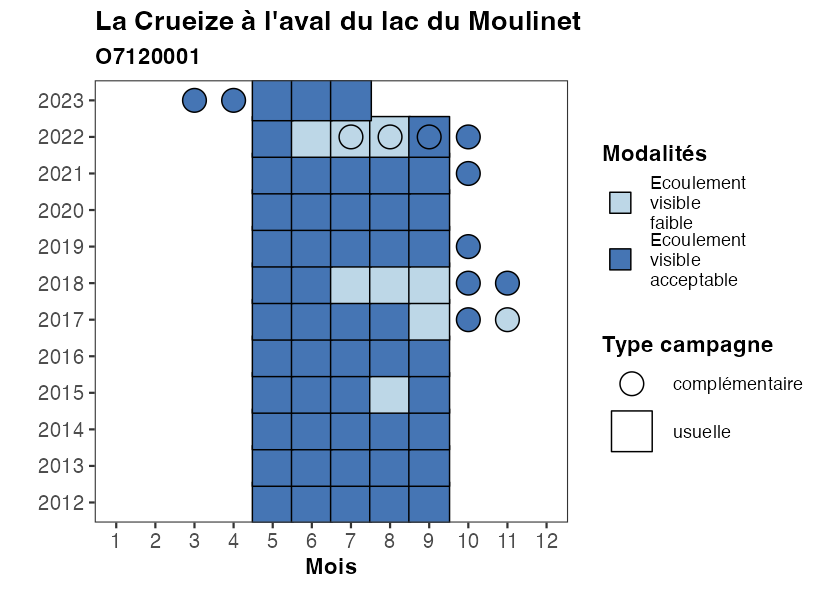 La Crueize à l'aval du lac du Moulinet
O7120001
2023
2022
2021
2020
2019
2018
2017
2016
2015
2014
2013
2012
1 2 3 4 5 6 7 8 9 10 11 12
Mois
Modalités
Ecoulement
visible
faible
Ecoulement
visible
acceptable
Type campagne
complémentaire
usuelle